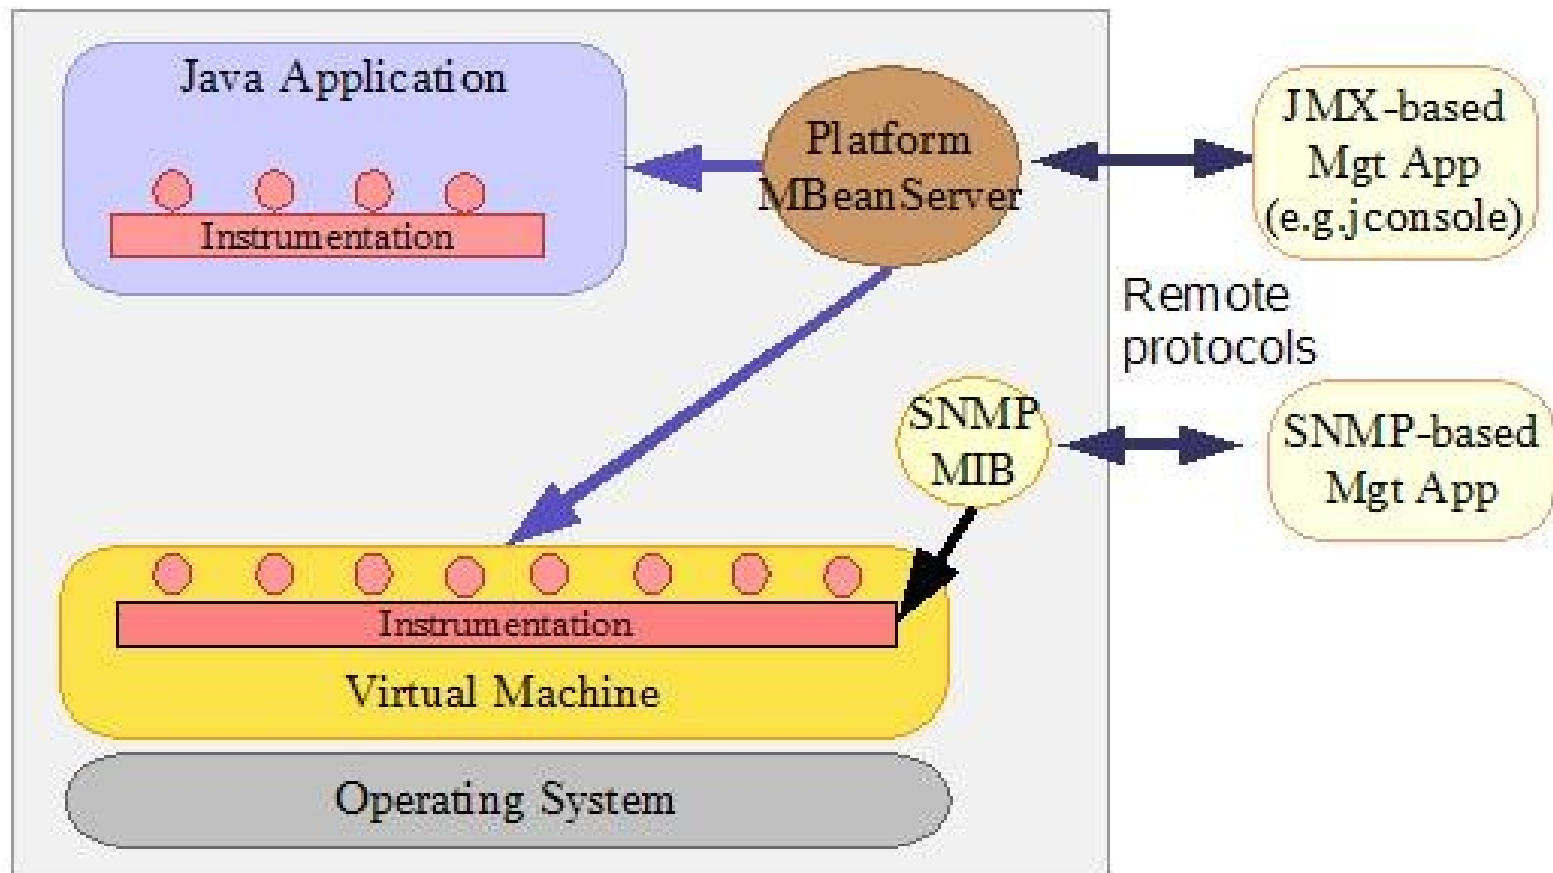 Java Application
Instrumentation
Platform
MBeanServer
JMX-based
Mgt App
(e.g.jconsole)
Remote
protocols
SNMP
MIB
SNMP-based
Mgt App
Instrumentation
Virtual Machine
Operating System